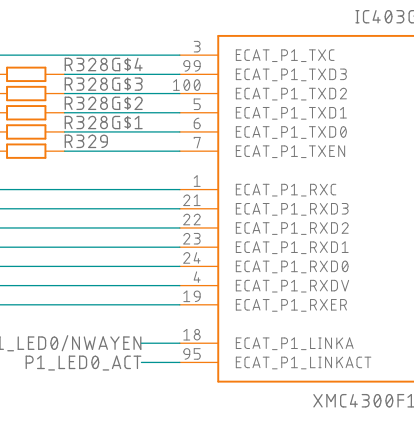 IC403G
3 ECAT_P1_TXC
R328G$4 99 ECAT_P1_TXD3
R328G$3 100 ECAT_P1_TXD2
R328G$2 5 ECAT_P1_TXD1
R328G$1 6 ECAT_P1_TXD0
R329 7 ECAT_P1_TXEN
1 ECAT_P1_RXC
21 ECAT_P1_RXD3
22 ECAT_P1_RXD2
23 ECAT_P1_RXD1
24 ECAT_P1_RXD0
4 ECAT_P1_RXDV
19 ECAT_P1_RXER
1_LED0/NWAYEN 18 ECAT_P1_LINKA
P1_LED0_ACT 95 ECAT_P1_LINKACT
XMC4300F1